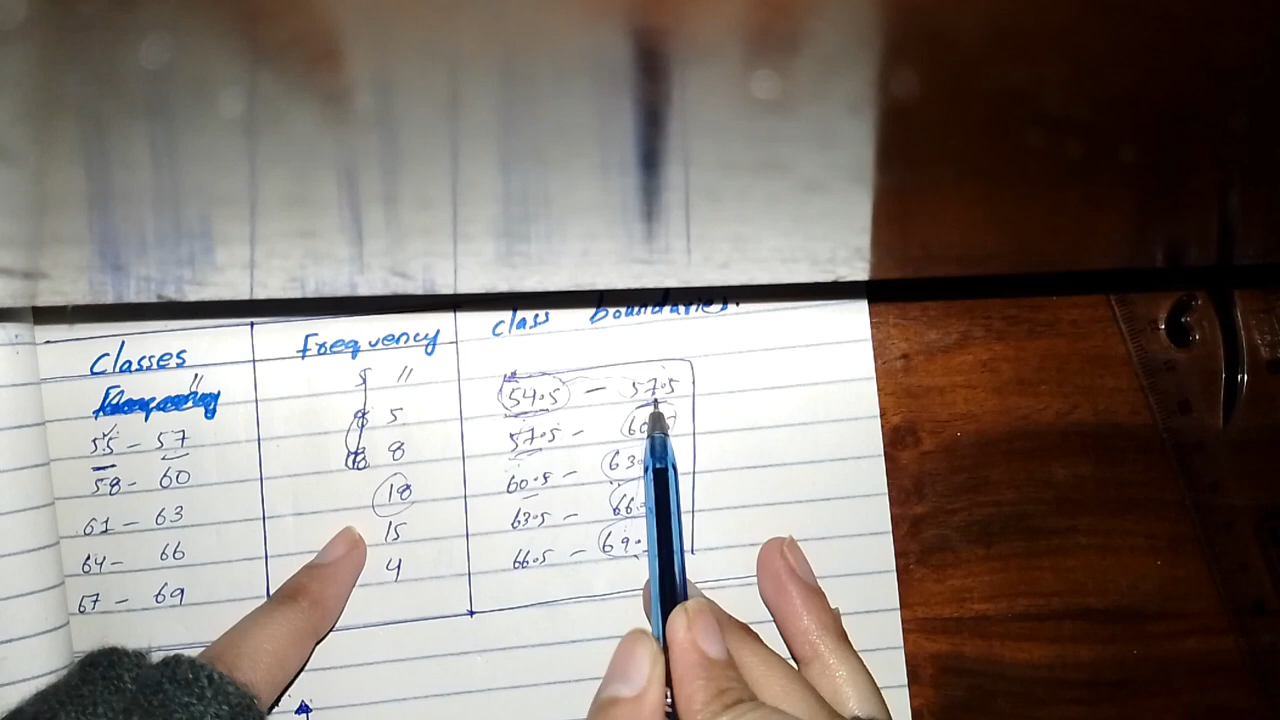 Classes Frequency class boundaries.
5 " 54.5 — 57.5
55 – 57 5 57.5 –
58 – 60 8 60.5 –
61 – 63 18 63.5 –
64 – 66 15 66.5 –
67 – 69 4